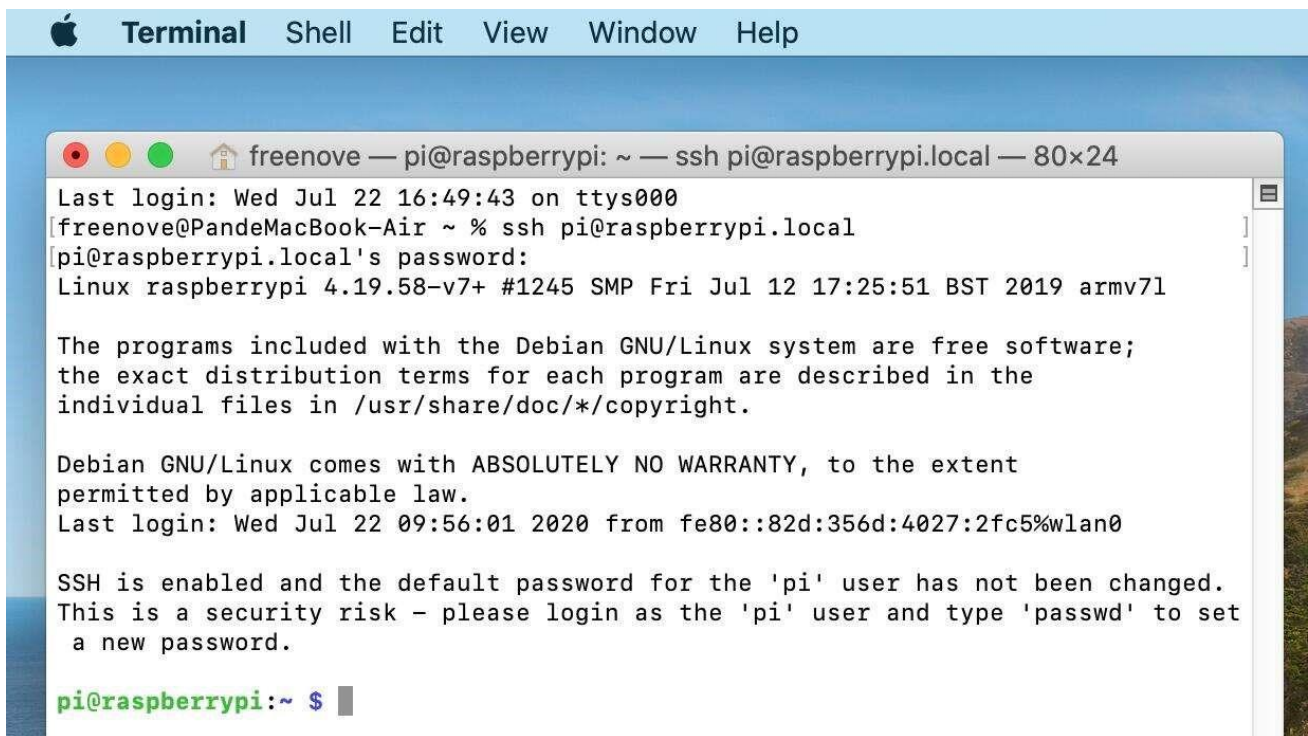 Terminal Shell Edit View Window Help
freenove — pi@raspberrypi: ~ — ssh pi@raspberrypi.local — 80×24
Last login: Wed Jul 22 16:49:43 on ttys000
[freenove@PandeMacBook-Air ~ % ssh pi@raspberrypi.local ]
[pi@raspberrypi.local's password: ]
Linux raspberrypi 4.19.58-v7+ #1245 SMP Fri Jul 12 17:25:51 BST 2019 armv7l
The programs included with the Debian GNU/Linux system are free software;
the exact distribution terms for each program are described in the
individual files in /usr/share/doc/*/copyright.
Debian GNU/Linux comes with ABSOLUTELY NO WARRANTY, to the extent
permitted by applicable law.
Last login: Wed Jul 22 09:56:01 2020 from fe80::82d:356d:4027:2fc5%wlan0
SSH is enabled and the default password for the 'pi' user has not been changed.
This is a security risk – please login as the 'pi' user and type 'passwd' to set
a new password.
pi@raspberrypi:~ $